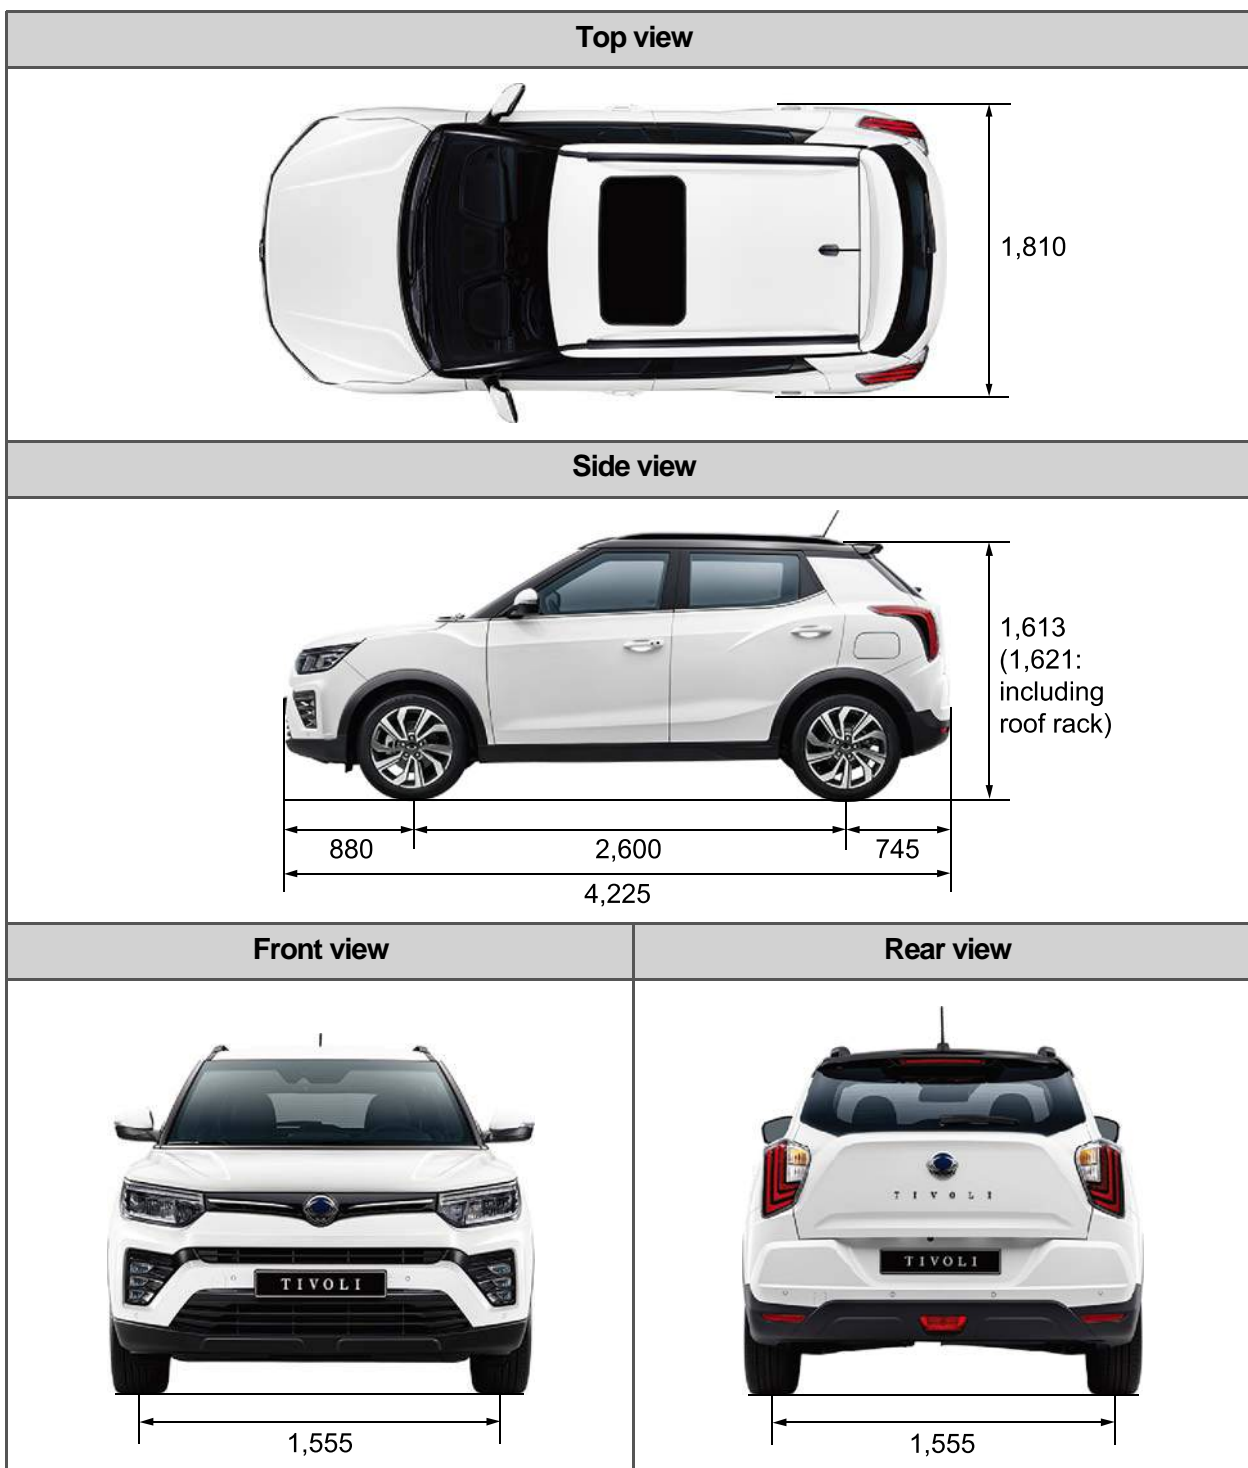 Top view
1,810
Side view
1,613
(1,621:
including
roof rack)
880
2,600
745
4,225
Front view
Rear view
TIVOLI
1,555
TIVOLI
TIVOLI
1,555